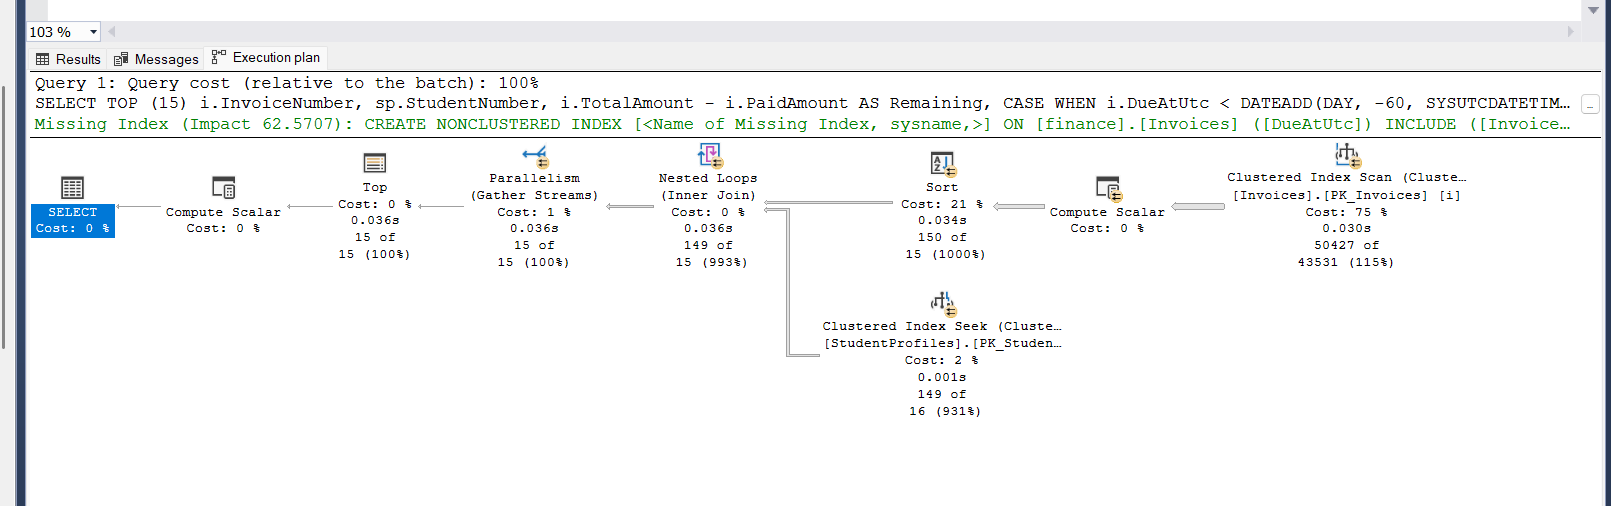 103 %
Results Messages Execution plan
Query 1: Query cost (relative to the batch): 100%
SELECT TOP (15) i.InvoiceNumber, sp.StudentNumber, i.TotalAmount - i.PaidAmount AS Remaining, CASE WHEN i.DueAtUtc < DATEADD(DAY, -60, SYSUTCDATETIM…
Missing Index (Impact 62.5707): CREATE NONCLUSTERED INDEX [<Name of Missing Index, sysname,>] ON [finance].[Invoices] ([DueAtUtc]) INCLUDE ([Invoice…
SELECT
Cost: 0 %
Compute Scalar
Cost: 0 %
Top
Cost: 0 %
0.036s
15 of
15 (100%)
Parallelism
(Gather Streams)
Cost: 1 %
0.036s
15 of
15 (100%)
Nested Loops
(Inner Join)
Cost: 0 %
0.036s
149 of
15 (993%)
Sort
Cost: 21 %
0.034s
150 of
15 (1000%)
Compute Scalar
Cost: 0 %
Clustered Index Scan (Cluste…
[Invoices].[PK_Invoices] [i]
Cost: 75 %
0.030s
50427 of
43531 (115%)
Clustered Index Seek (Cluste…
[StudentProfiles].[PK_Studen…
Cost: 2 %
0.001s
149 of
16 (931%)